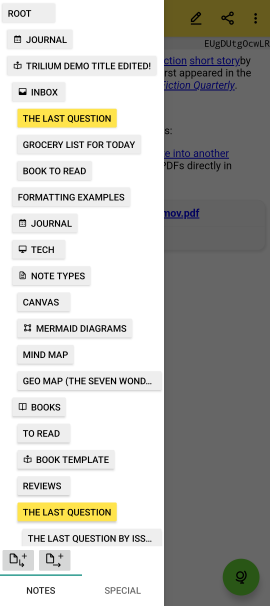 ROOT
JOURNAL
TRILIUM DEMO TITLE EDITED!
INBOX
THE LAST QUESTION
GROCERY LIST FOR TODAY
BOOK TO READ
FORMATTING EXAMPLES
JOURNAL
TECH
NOTE TYPES
CANVAS
MERMAID DIAGRAMS
MIND MAP
GEO MAP (THE SEVEN WOND...
BOOKS
TO READ
BOOK TEMPLATE
REVIEWS
THE LAST QUESTION
THE LAST QUESTION BY ISS...
NOTES
SPECIAL
EUgDUtgOcwLR
ction short story by
rst appeared in the
iction Quarterly.
s:
e into another
PDFs directly in
mov.pdf